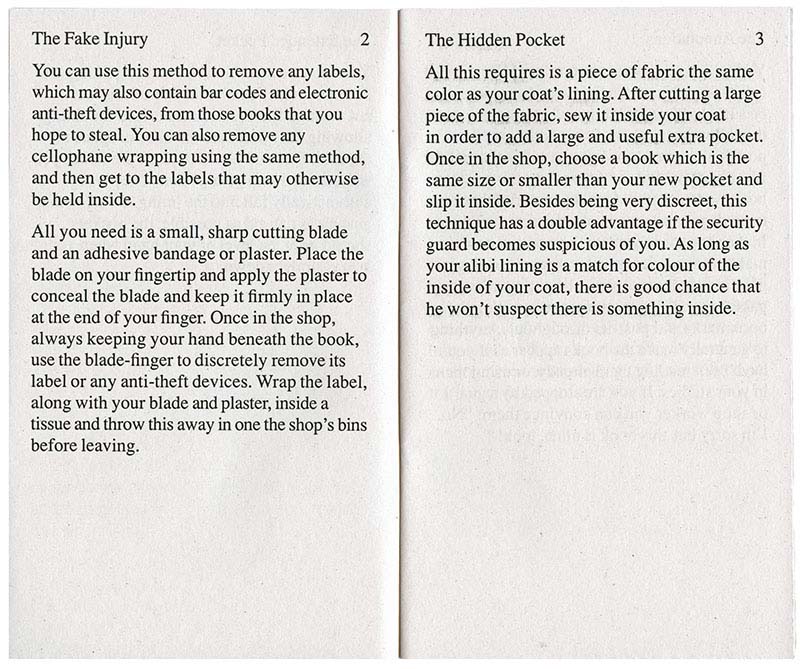 The Fake Injury 2
You can use this method to remove any labels,
which may also contain bar codes and electronic
anti-theft devices, from those books that you
hope to steal. You can also remove any
cellophane wrapping using the same method,
and then get to the labels that may otherwise
be held inside.
All you need is a small, sharp cutting blade
and an adhesive bandage or plaster. Place the
blade on your fingertip and apply the plaster to
conceal the blade and keep it firmly in place
at the end of your finger. Once in the shop,
always keeping your hand beneath the book,
use the blade-finger to discretely remove its
label or any anti-theft devices. Wrap the label,
along with your blade and plaster, inside a
tissue and throw this away in one the shop's bins
before leaving.
The Hidden Pocket 3
All this requires is a piece of fabric the same
color as your coat's lining. After cutting a large
piece of the fabric, sew it inside your coat
in order to add a large and useful extra pocket.
Once in the shop, choose a book which is the
same size or smaller than your new pocket and
slip it inside. Besides being very discreet, this
technique has a double advantage if the security
guard becomes suspicious of you. As long as
your alibi lining is a match for colour of the
inside of your coat, there is good chance that
he won't suspect there is something inside.